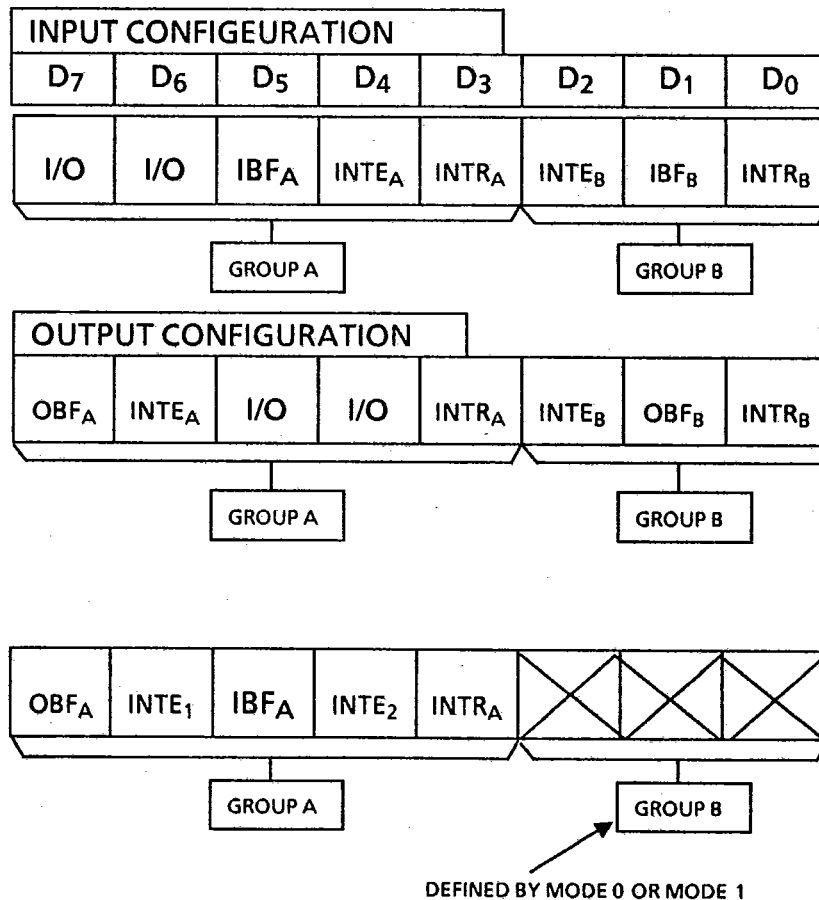 INPUT CONFIGEURATION
D7 D6 D5 D4 D3 D2 D1 D0
I/O I/O IBFA INTEA INTRA INTEB IBFB INTRB
GROUP A GROUP B
OUTPUT CONFIGURATION
OBFA INTEA I/O I/O INTRA INTEB OBFB INTRB
GROUP A GROUP B
OBFA INTE1 IBFA INTE2 INTRA
GROUP A GROUP B
DEFINED BY MODE 0 OR MODE 1